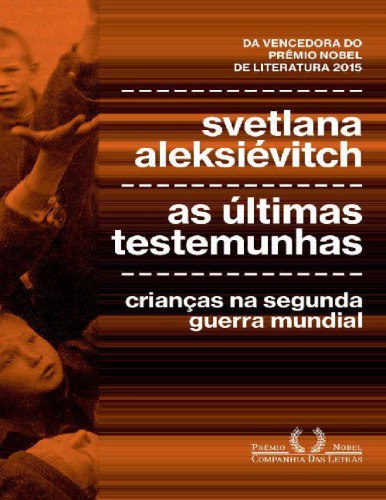 DA VENCEDORA DO
PRÊMIO NOBEL
DE LITERATURA 2015
svetlana
aleksiévitch
as últimas
testemunhas
crianças na segunda
guerra mundial
PRÊMIO NOBEL
COMPANHIA DAS LETRAS